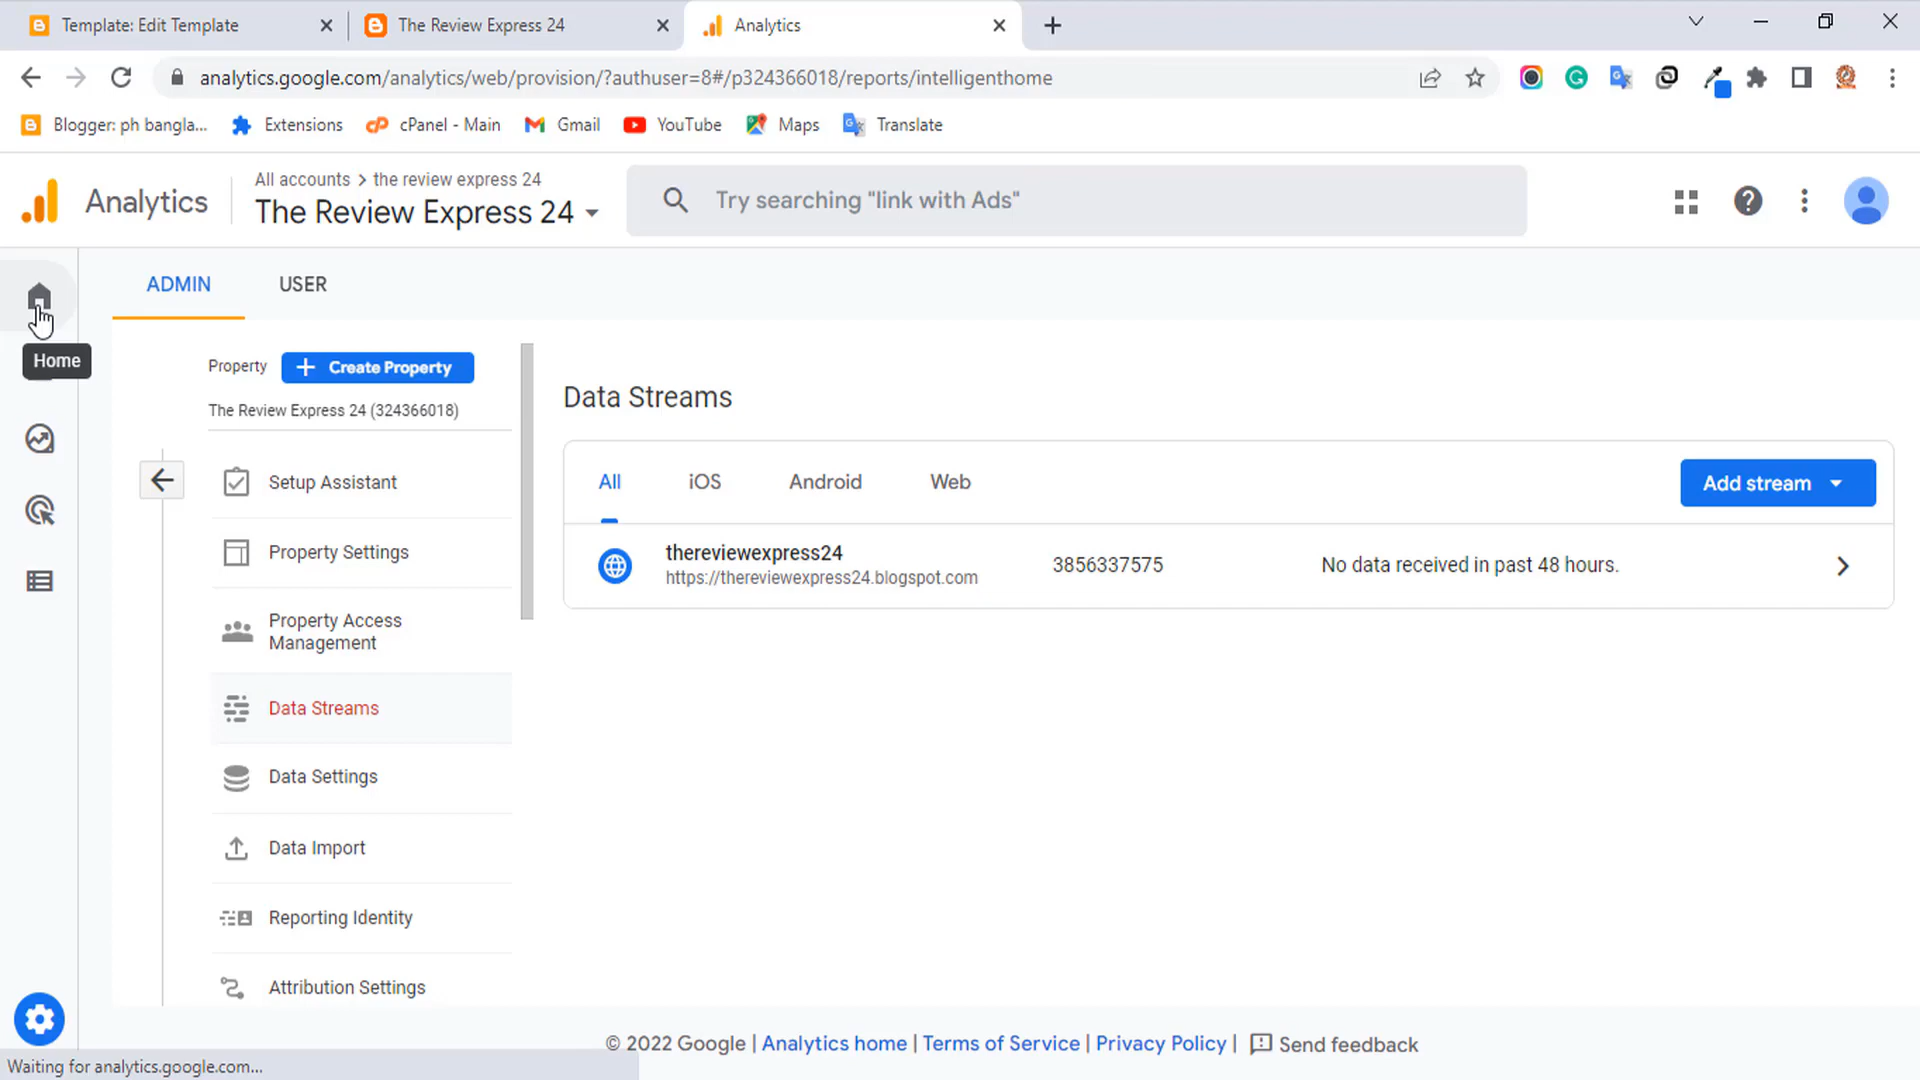 Template: Edit Template
The Review Express 24
Analytics
analytics.google.com/analytics/web/provision/?authuser=8#/p324366018/reports/intelligenthome
Blogger: ph bangla...
Extensions
cPanel - Main
Gmail
YouTube
Maps
Translate
Analytics
All accounts > the review express 24
The Review Express 24
Try searching "link with Ads"
ADMIN
USER
Home
Property
+ Create Property
The Review Express 24 (324366018)
Setup Assistant
Property Settings
Property Access
Management
Data Streams
Data Settings
Data Import
Reporting Identity
Attribution Settings
Data Streams
All
iOS
Android
Web
Add stream
thereviewexpress24
https://thereviewexpress24.blogspot.com
3856337575
No data received in past 48 hours.
© 2022 Google | Analytics home | Terms of Service | Privacy Policy | Send feedback
Waiting for analytics.google.com...